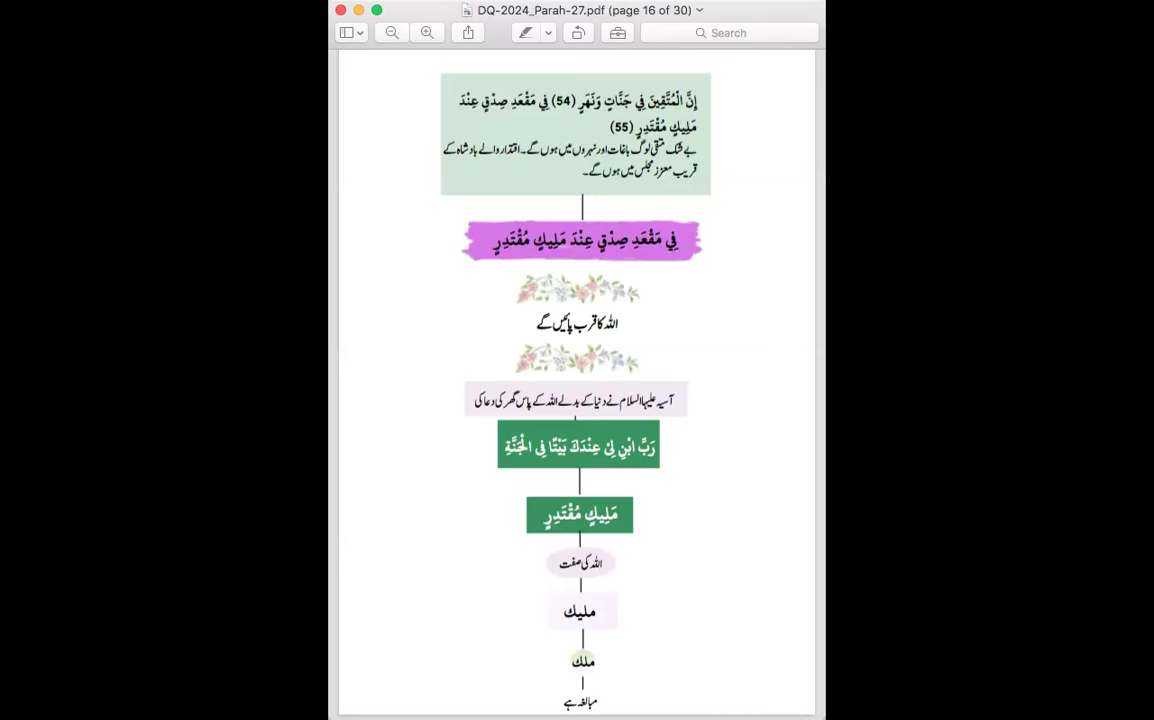 DQ-2024_Parah-27.pdf (page 16 of 30)
Search
إِنَّ الْمُتَّقِينَ فِي جَنَّاتٍ وَنَهَرٍ (54) فِي مَقْعَدِ صِدْقٍ عِنْدَ
مَلِيكٍ مُقْتَدِرٍ (55)
بے شک متقی لوگ باغات اور نہروں میں ہوں گے۔ اقتدار والے بادشاہ کے
قریب معزز مجلس میں ہوں گے۔
فِي مَقْعَدِ صِدْقٍ عِنْدَ مَلِيكٍ مُقْتَدِرٍ
اللہ کا قرب پائیں گے
آسیہ علیہا السلام نے دنیا کے بدلے اللہ کے پاس گھر کی دعا کی
رَبِّ ابْنِ لِیْ عِنْدَكَ بَیْتًا فِی الْجَنَّةِ
مَلِيكٍ مُقْتَدِرٍ
اللہ کی صفت
مليك
ملك
مبالغہ ہے